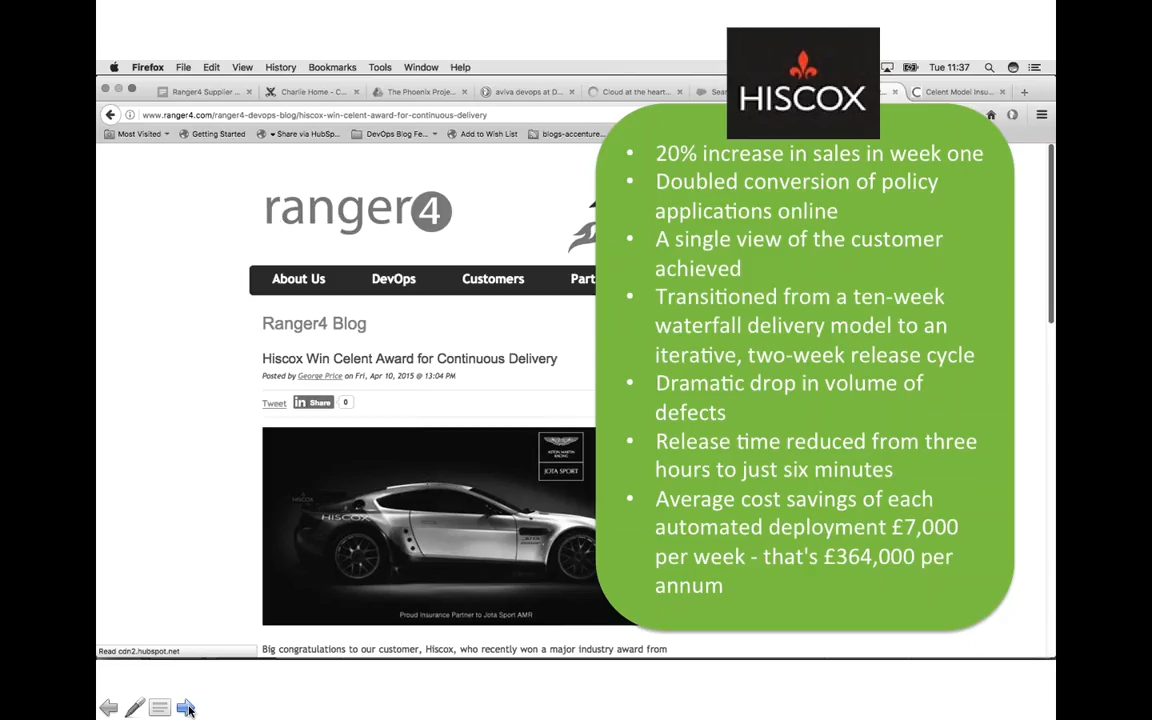 Firefox File Edit View History Bookmarks Tools Window Help
Tue 11:37
HISCOX
Ranger4 Supplier ...
Charlie Home - C...
The Phoenix Proje...
aviva devops at D...
Cloud at the heart...
Sear
Celent Model Insu...
www.ranger4.com/ranger4-devops-blog/hiscox-win-celent-award-for-continuous-delivery
Most Visited
Getting Started
Share via HubSp...
DevOps Blog Fe...
Add to Wish List
blogs-accenture...
ranger4
About Us DevOps Customers Part
Ranger4 Blog
Hiscox Win Celent Award for Continuous Delivery
Posted by George Price on Fri, Apr 10, 2015 @ 13:04 PM
Tweet in Share 0
ASTON MARTIN
RACING
JOTA SPORT
HISCOX
Proud Insurance Partner to Jota Sport AMR
Big congratulations to our customer, Hiscox, who recently won a major industry award from
Read cdn2.hubspot.net
• 20% increase in sales in week one
• Doubled conversion of policy
applications online
• A single view of the customer
achieved
• Transitioned from a ten-week
waterfall delivery model to an
iterative, two-week release cycle
• Dramatic drop in volume of
defects
• Release time reduced from three
hours to just six minutes
• Average cost savings of each
automated deployment £7,000
per week - that's £364,000 per
annum